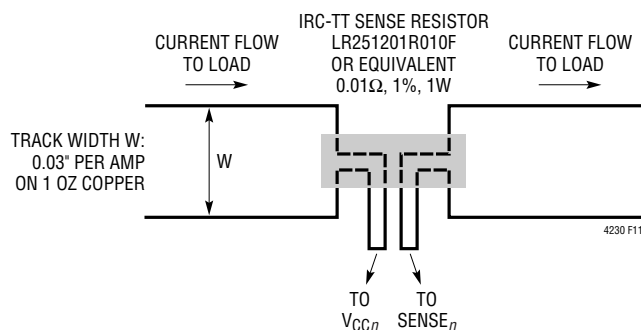 IRC-TT SENSE RESISTOR
LR251201R010F
OR EQUIVALENT
0.01Ω, 1%, 1W
CURRENT FLOW
TO LOAD
CURRENT FLOW
TO LOAD
TRACK WIDTH W:
0.03" PER AMP
ON 1 OZ COPPER
W
4230 F11
TO
VCCn
TO
SENSEn